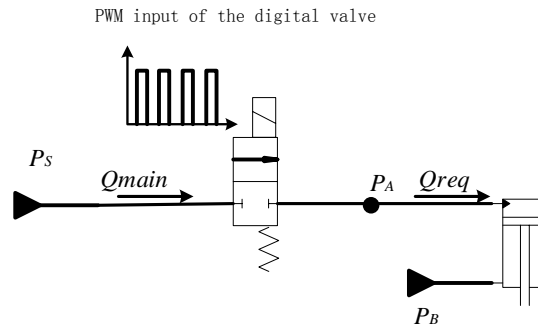 PWM input of the digital valve
PS
Qmain
PA
Qreq
PB